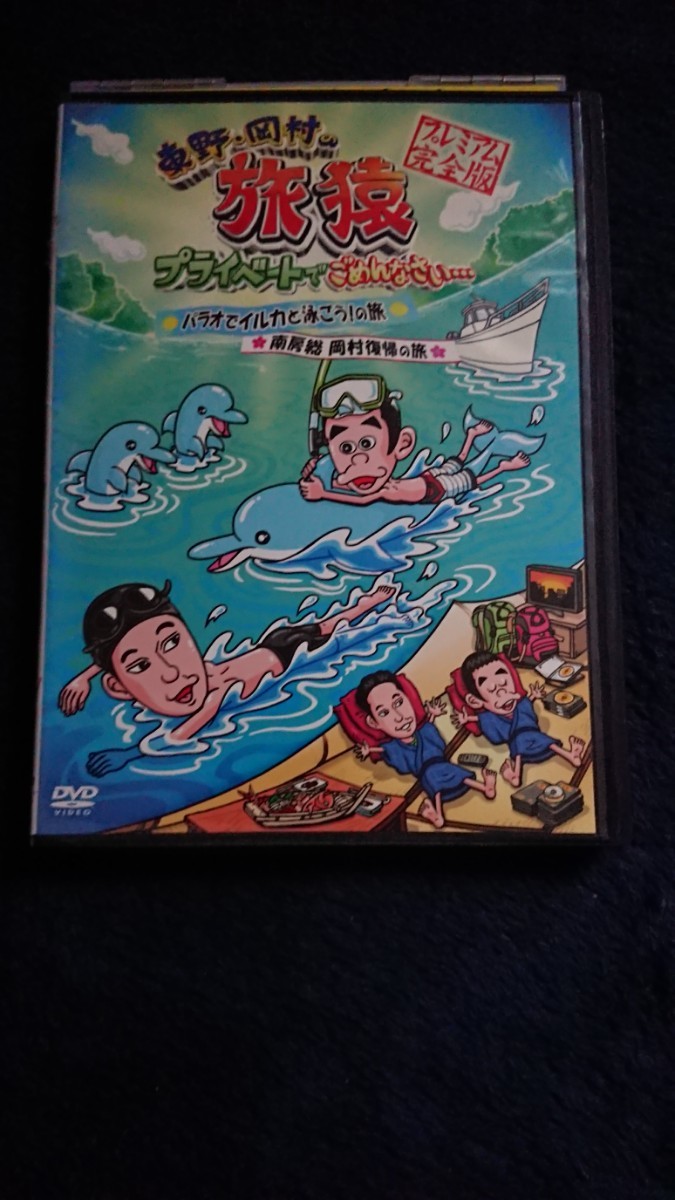 東野・岡村の
旅猿
プレミアム
完全版
プライベートで ごめんなさい…
パラオでイルカと泳ごう!の旅
南房総 岡村復帰の旅
DVD
VIDEO